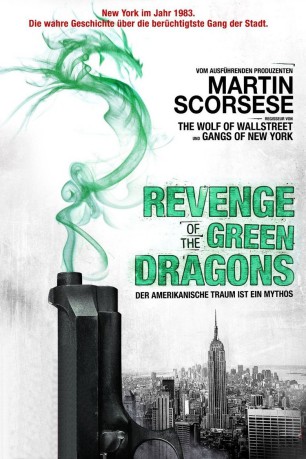 New York im Jahr 1983.
Die wahre Geschichte über die berüchtigtste Gang der Stadt.
VOM AUSFÜHRENDEN PRODUZENTEN
MARTIN
SCORSESE
REGISSEUR VON
THE WOLF OF WALLSTREET
UND GANGS OF NEW YORK
REVENGE
OF THE GREEN
DRAGONS
DER AMERIKANISCHE TRAUM IST EIN MYTHOS